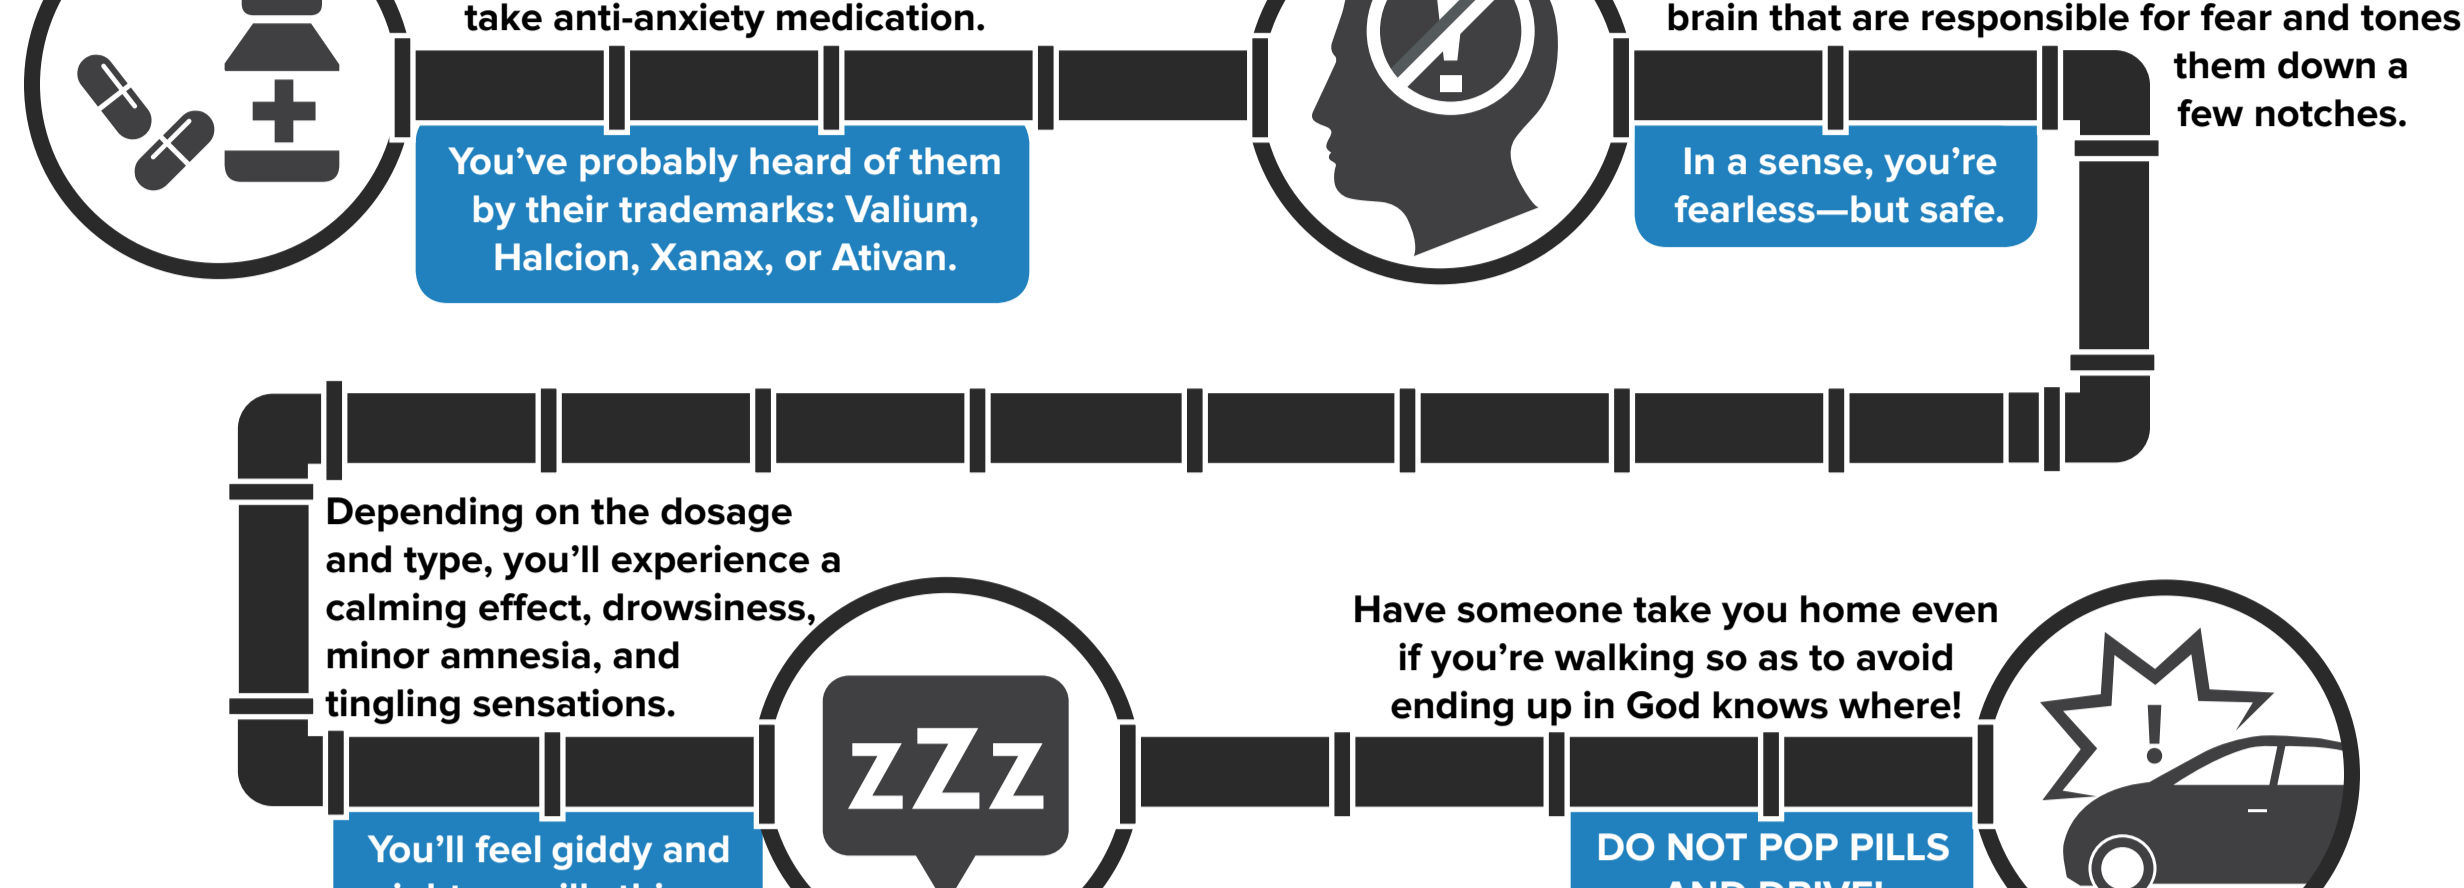 take anti-anxiety medication.
You’ve probably heard of them
by their trademarks: Valium,
Halcion, Xanax, or Ativan.
brain that are responsible for fear and tones
them down a
few notches.
In a sense, you’re
fearless—but safe.
Depending on the dosage
and type, you’ll experience a
calming effect, drowsiness,
minor amnesia, and
tingling sensations.
You’ll feel giddy and
zZz
Have someone take you home even
if you’re walking so as to avoid
ending up in God knows where!
DO NOT POP PILLS
AND DRIVE!
!